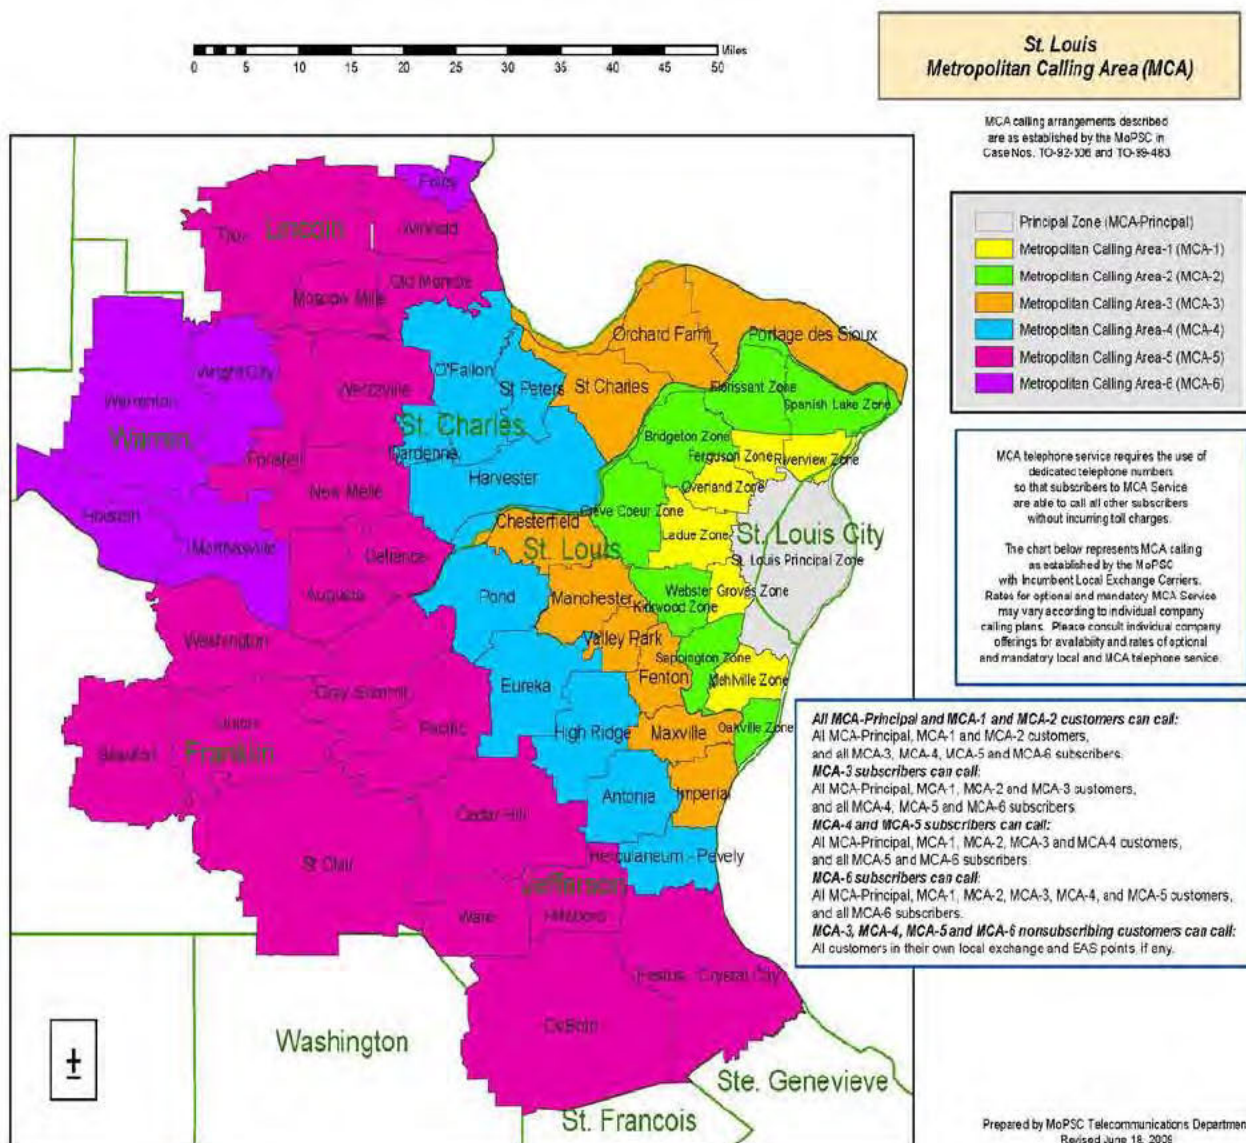 Miles
0 5 10 15 20 25 30 35 40 45 50
St. Louis
Metropolitan Calling Area (MCA)
MCA calling arrangements described
are as established by the MoPSC in
Case Nos. TO-92-306 and TO-99-483
Principal Zone (MCA-Principal)
Metropolitan Calling Area-1 (MCA-1)
Metropolitan Calling Area-2 (MCA-2)
Metropolitan Calling Area-3 (MCA-3)
Metropolitan Calling Area-4 (MCA-4)
Metropolitan Calling Area-5 (MCA-5)
Metropolitan Calling Area-6 (MCA-6)
MCA telephone service requires the use of
dedicated telephone numbers
so that subscribers to MCA Service
are able to call all other subscribers
without incurring toll charges.
The chart below represents MCA calling
as established by the MoPSC
with Incumbent Local Exchange Carriers.
Rates for optional and mandatory MCA Service
may vary according to individual company
calling plans. Please consult individual company
offerings for availability and rates of optional
and mandatory local and MCA telephone service.
All MCA-Principal and MCA-1 and MCA-2 customers can call:
All MCA-Principal, MCA-1 and MCA-2 customers,
and all MCA-3, MCA-4, MCA-5 and MCA-6 subscribers.
MCA-3 subscribers can call:
All MCA-Principal, MCA-1, MCA-2 and MCA-3 customers,
and all MCA-4, MCA-5 and MCA-6 subscribers
MCA-4 and MCA-5 subscribers can call:
All MCA-Principal, MCA-1, MCA-2, MCA-3 and MCA-4 customers,
and all MCA-5 and MCA-6 subscribers
MCA-6 subscribers can call:
All MCA-Principal, MCA-1, MCA-2, MCA-3, MCA-4, and MCA-5 customers,
and all MCA-6 subscribers.
MCA-3, MCA-4, MCA-5 and MCA-6 nonsubscribing customers can call:
All customers in their own local exchange and EAS points, if any.
Foley
Troy
Lincoln
Winfield
Old Monroe
Moscow Mills
Orchard Farm
Portage des Sioux
O'Fallon
St Peters
St Charles
Florissant Zone
Spanish Lake Zone
Wright City
Wentzville
Warrenton
Warren
St. Charles
Bridgeton Zone
Dardenne
Ferguson Zone
Riverview Zone
Foristell
Harvester
Overland Zone
New Melle
Creve Coeur Zone
Chesterfield
St. Louis
Ladue Zone
St. Louis City
St. Louis Principal Zone
Holstein
Marthasville
Defiance
Augusta
Pond
Manchester
Webster Groves Zone
Kirkwood Zone
Washington
Valley Park
Sappington Zone
Fenton
Mehlville Zone
Gray Summit
Eureka
Union
Pacific
High Ridge
Maxville
Oakville Zone
Beaufort
Franklin
Antonia
Imperial
Cedar Hill
St Clair
Herculaneum - Pevely
Jefferson
Ware
Hillsboro
Festus - Crystal City
DeSoto
Washington
Ste. Genevieve
St. Francois
Prepared by MoPSC Telecommunications Departmen